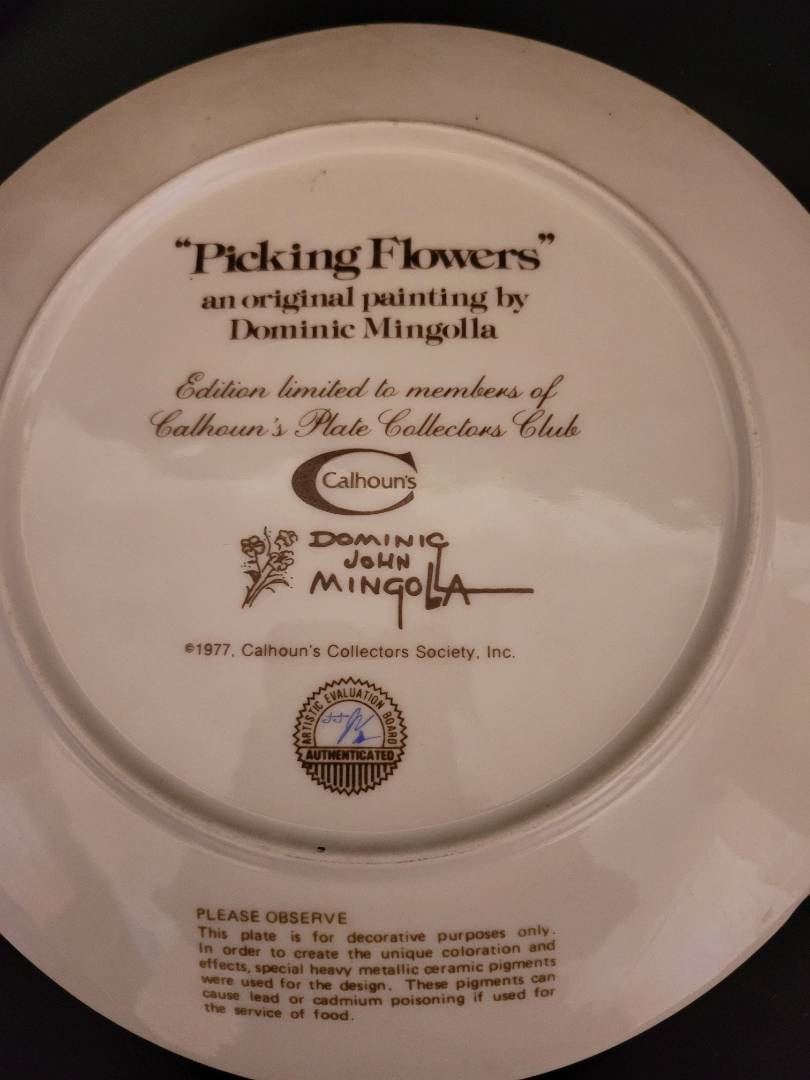 “Picking Flowers”
an original painting by
Dominic Mingolla
Edition limited to members of
Calhoun's Plate Collectors Club
Calhoun's
DOMINIC
JOHN
MINGOLLA
©1977, Calhoun's Collectors Society, Inc.
ARTISTIC EVALUATION BOARD
AUTHENTICATED
PLEASE OBSERVE
This plate is for decorative purposes only.
In order to create the unique coloration and
effects, special heavy metallic ceramic pigments
were used for the design. These pigments can
cause lead or cadmium poisoning if used for
the service of food.